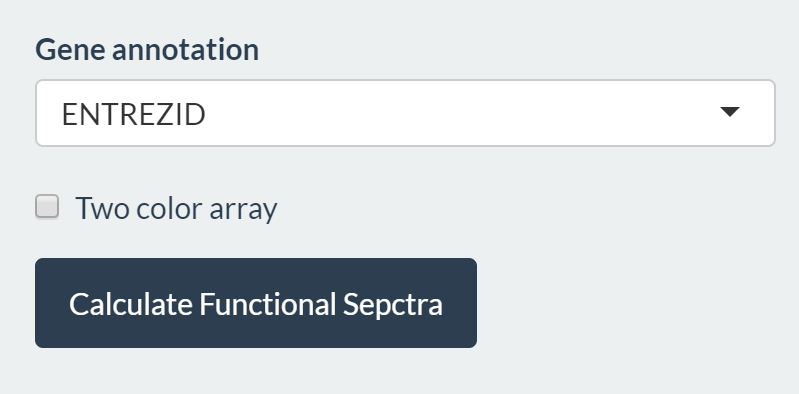 Gene annotation
ENTREZID
Two color array
Calculate Functional Sepctra